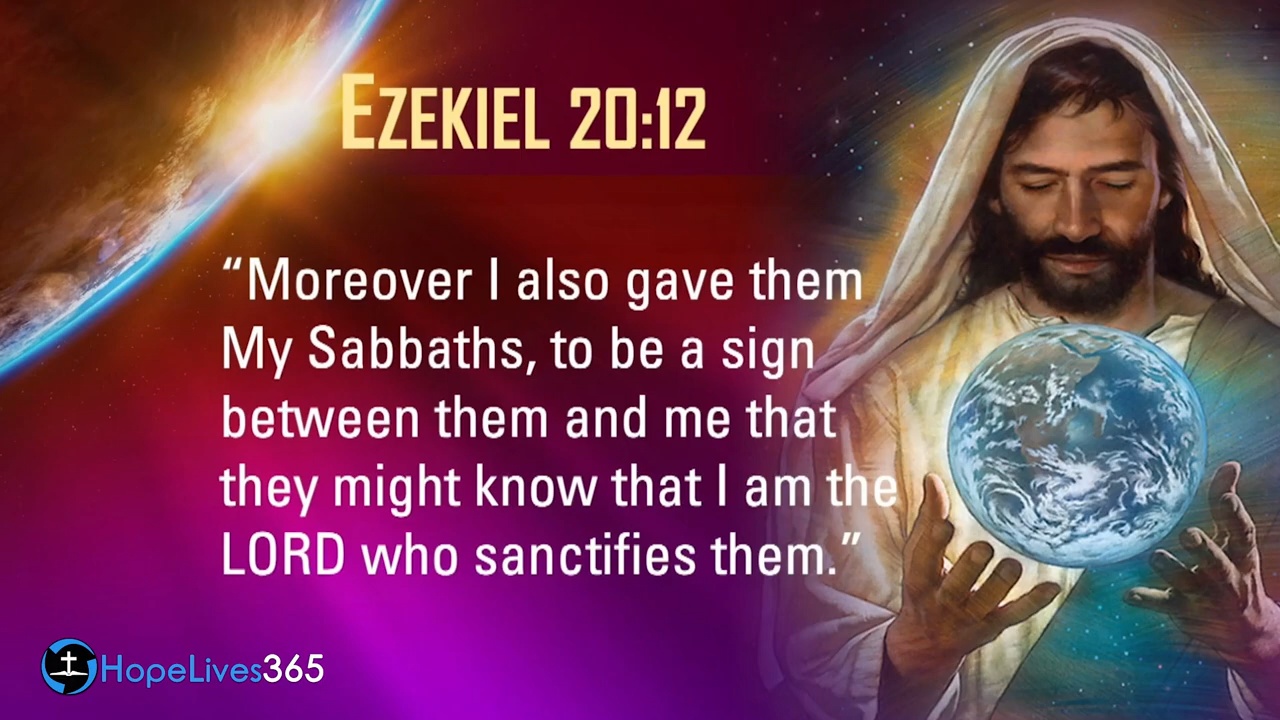 EZEKIEL 20:12
“Moreover I also gave them
My Sabbaths, to be a sign
between them and me that
they might know that I am the
LORD who sanctifies them.”
HopeLives365